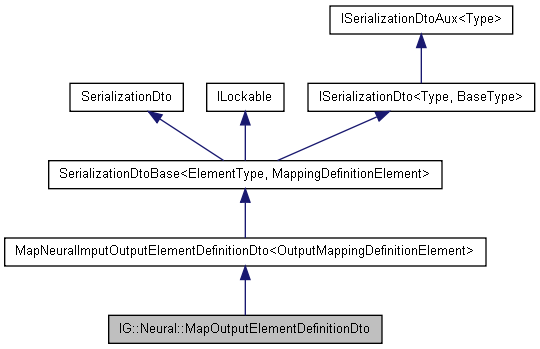 ISerializationDtoAux<Type>
SerializationDto
ILockable
ISerializationDto<Type, BaseType>
SerializationDtoBase<ElementType, MappingDefinitionElement>
MapNeuralImputOutputElementDefinitionDto<OutputMappingDefinitionElement>
IG::Neural::MapOutputElementDefinitionDto